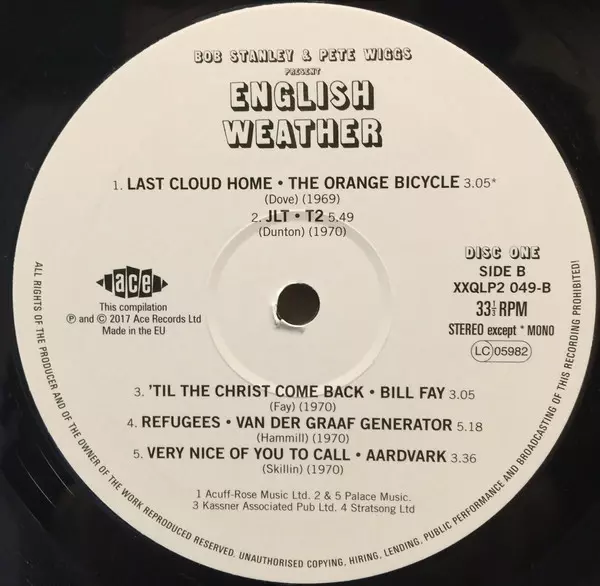 BOB STANLEY & PETE WIGGS
PRESENT
ENGLISH
WEATHER
1. LAST CLOUD HOME • THE ORANGE BICYCLE 3.05*
(Dove) (1969)
2. JLT • T2 5.49
(Dunton) (1970)
ace
This compilation
℗ and © 2017 Ace Records Ltd
Made in the EU
DISC ONE
SIDE B
XXQLP2 049-B
33⅓ RPM
STEREO except * MONO
LC 05982
3. 'TIL THE CHRIST COME BACK • BILL FAY 3.05
(Fay) (1970)
4. REFUGEES • VAN DER GRAAF GENERATOR 5.18
(Hammill) (1970)
5. VERY NICE OF YOU TO CALL • AARDVARK 3.36
(Skillin) (1970)
1 Acuff-Rose Music Ltd. 2 & 5 Palace Music.
3 Kassner Associated Pub Ltd. 4 Stratsong Ltd
ALL RIGHTS OF THE PRODUCER AND OF THE OWNER OF THE WORK REPRODUCED RESERVED. UNAUTHORISED COPYING, HIRING, LENDING, PUBLIC PERFORMANCE AND BROADCASTING OF THIS RECORDING PROHIBITED!